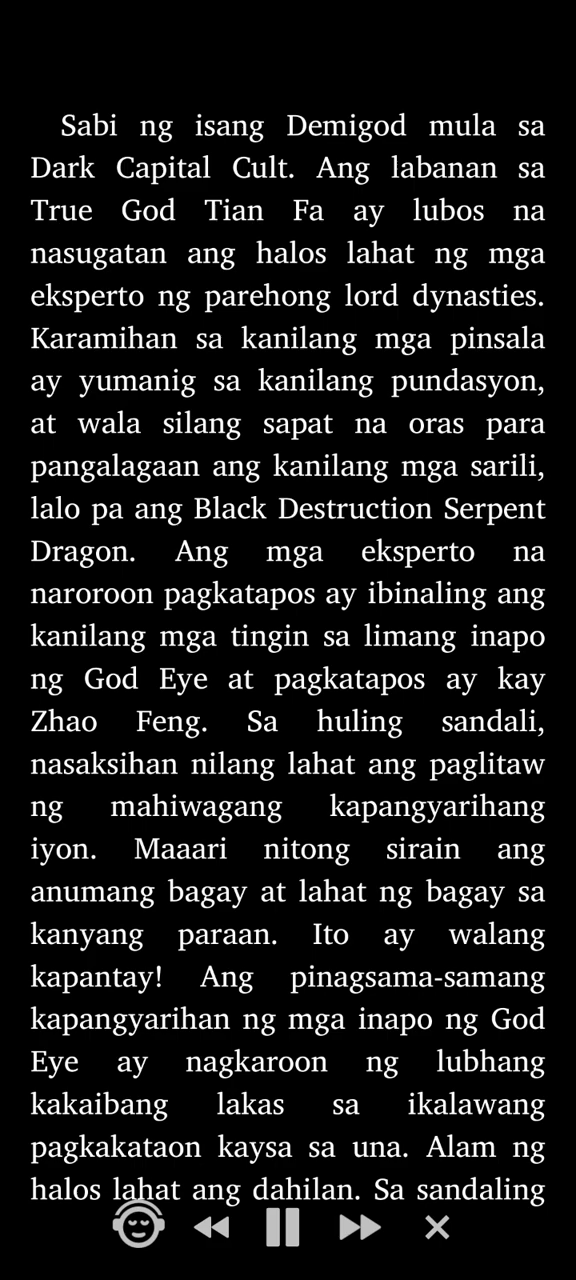 Sabi ng isang Demigod mula sa
Dark Capital Cult. Ang labanan sa
True God Tian Fa ay lubos na
nasugatan ang halos lahat ng mga
eksperto ng parehong lord dynasties.
Karamihan sa kanilang mga pinsala
ay yumanig sa kanilang pundasyon,
at wala silang sapat na oras para
pangalagaan ang kanilang mga sarili,
lalo pa ang Black Destruction Serpent
Dragon. Ang mga eksperto na
naroroon pagkatapos ay ibinaling ang
kanilang mga tingin sa limang inapo
ng God Eye at pagkatapos ay kay
Zhao Feng. Sa huling sandali,
nasaksihan nilang lahat ang paglitaw
ng mahiwagang kapangyarihang
iyon. Maaari nitong sirain ang
anumang bagay at lahat ng bagay sa
kanyang paraan. Ito ay walang
kapantay! Ang pinagsama-samang
kapangyarihan ng mga inapo ng God
Eye ay nagkaroon ng lubhang
kakaibang lakas sa ikalawang
pagkakataon kaysa sa una. Alam ng
halos lahat ang dahilan. Sa sandaling